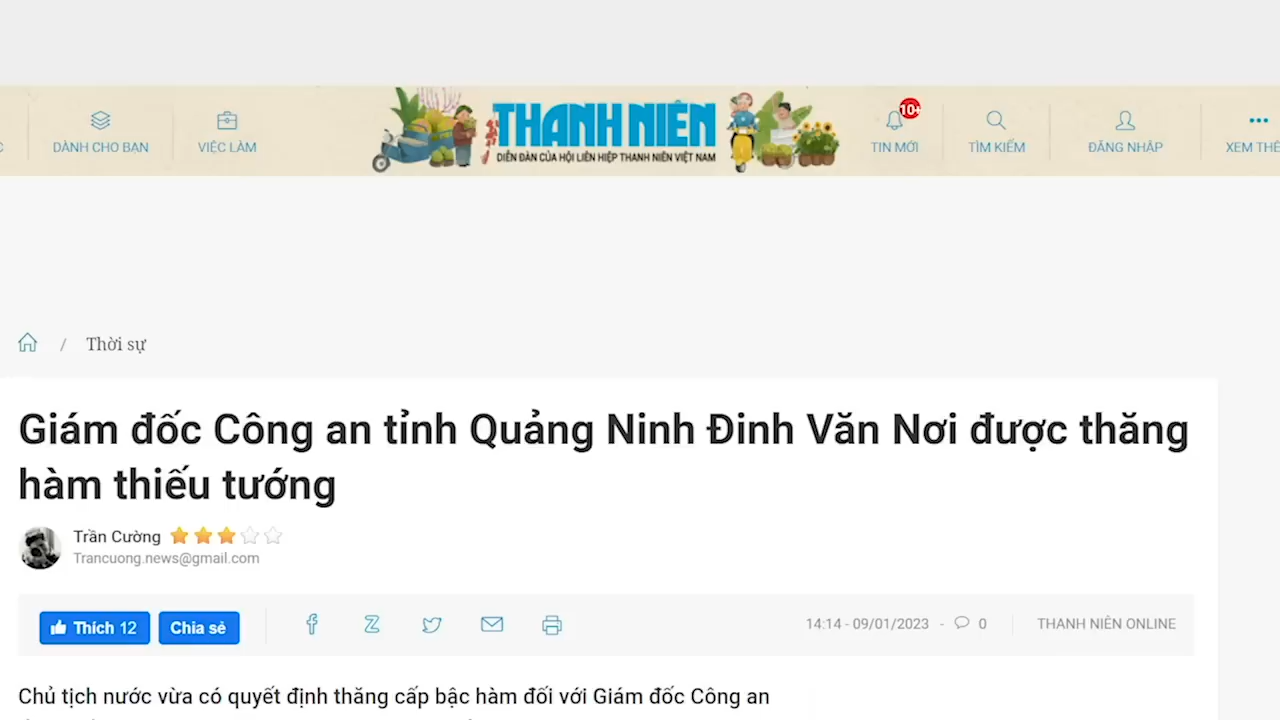 DÀNH CHO BẠN
VIỆC LÀM
THANH NIÊN
DIỄN ĐÀN CỦA HỘI LIÊN HIỆP THANH NIÊN VIỆT NAM
10+
TIN MỚI
TÌM KIẾM
ĐĂNG NHẬP
XEM THÊ
/ Thời sự
Giám đốc Công an tỉnh Quảng Ninh Đinh Văn Nơi được thăng
hàm thiếu tướng
Trần Cường
Trancuong.news@gmail.com
Thích 12 Chia sẻ
14:14 - 09/01/2023 - 0 THANH NIÊN ONLINE
Chủ tịch nước vừa có quyết định thăng cấp bậc hàm đối với Giám đốc Công an